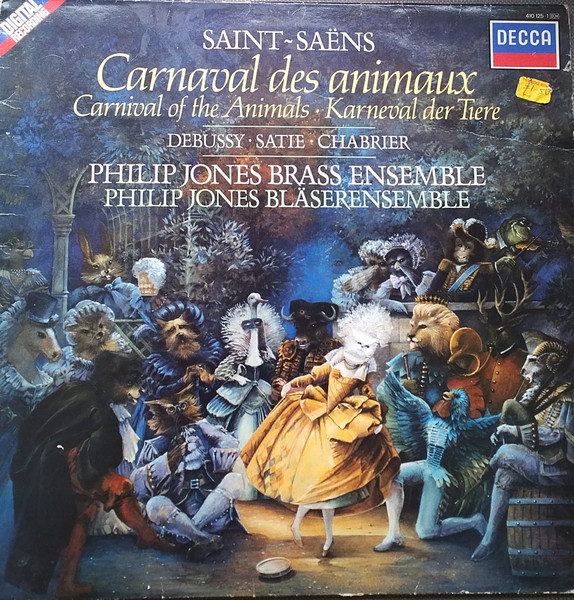 DIGITAL
RECORDING
410 125-1
SAINT~SAËNS
DECCA
Carnaval des animaux
Carnival of the Animals · Karneval der Tiere
DEBUSSY · SATIE · CHABRIER
PHILIP JONES BRASS ENSEMBLE
PHILIP JONES BLÄSERENSEMBLE